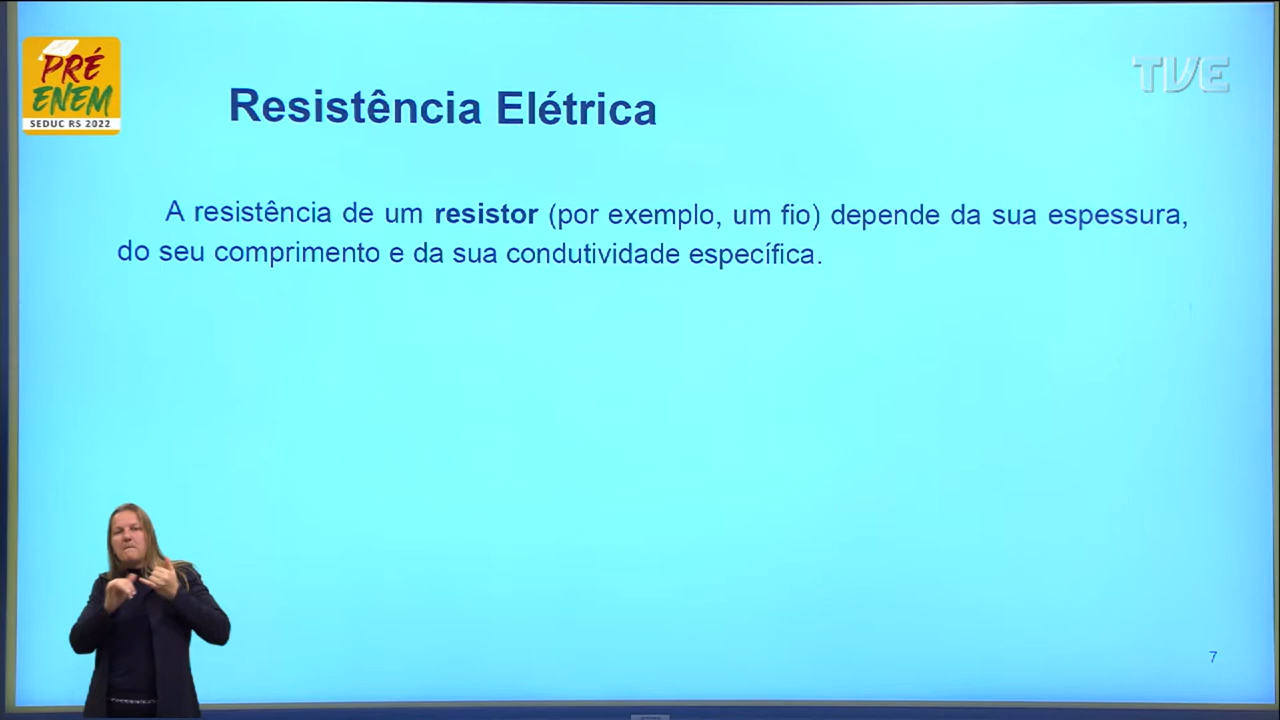 PRÉ
ENEM
SEDUC RS 2022
TVE
Resistência Elétrica
A resistência de um resistor (por exemplo, um fio) depende da sua espessura,
do seu comprimento e da sua condutividade específica.
7